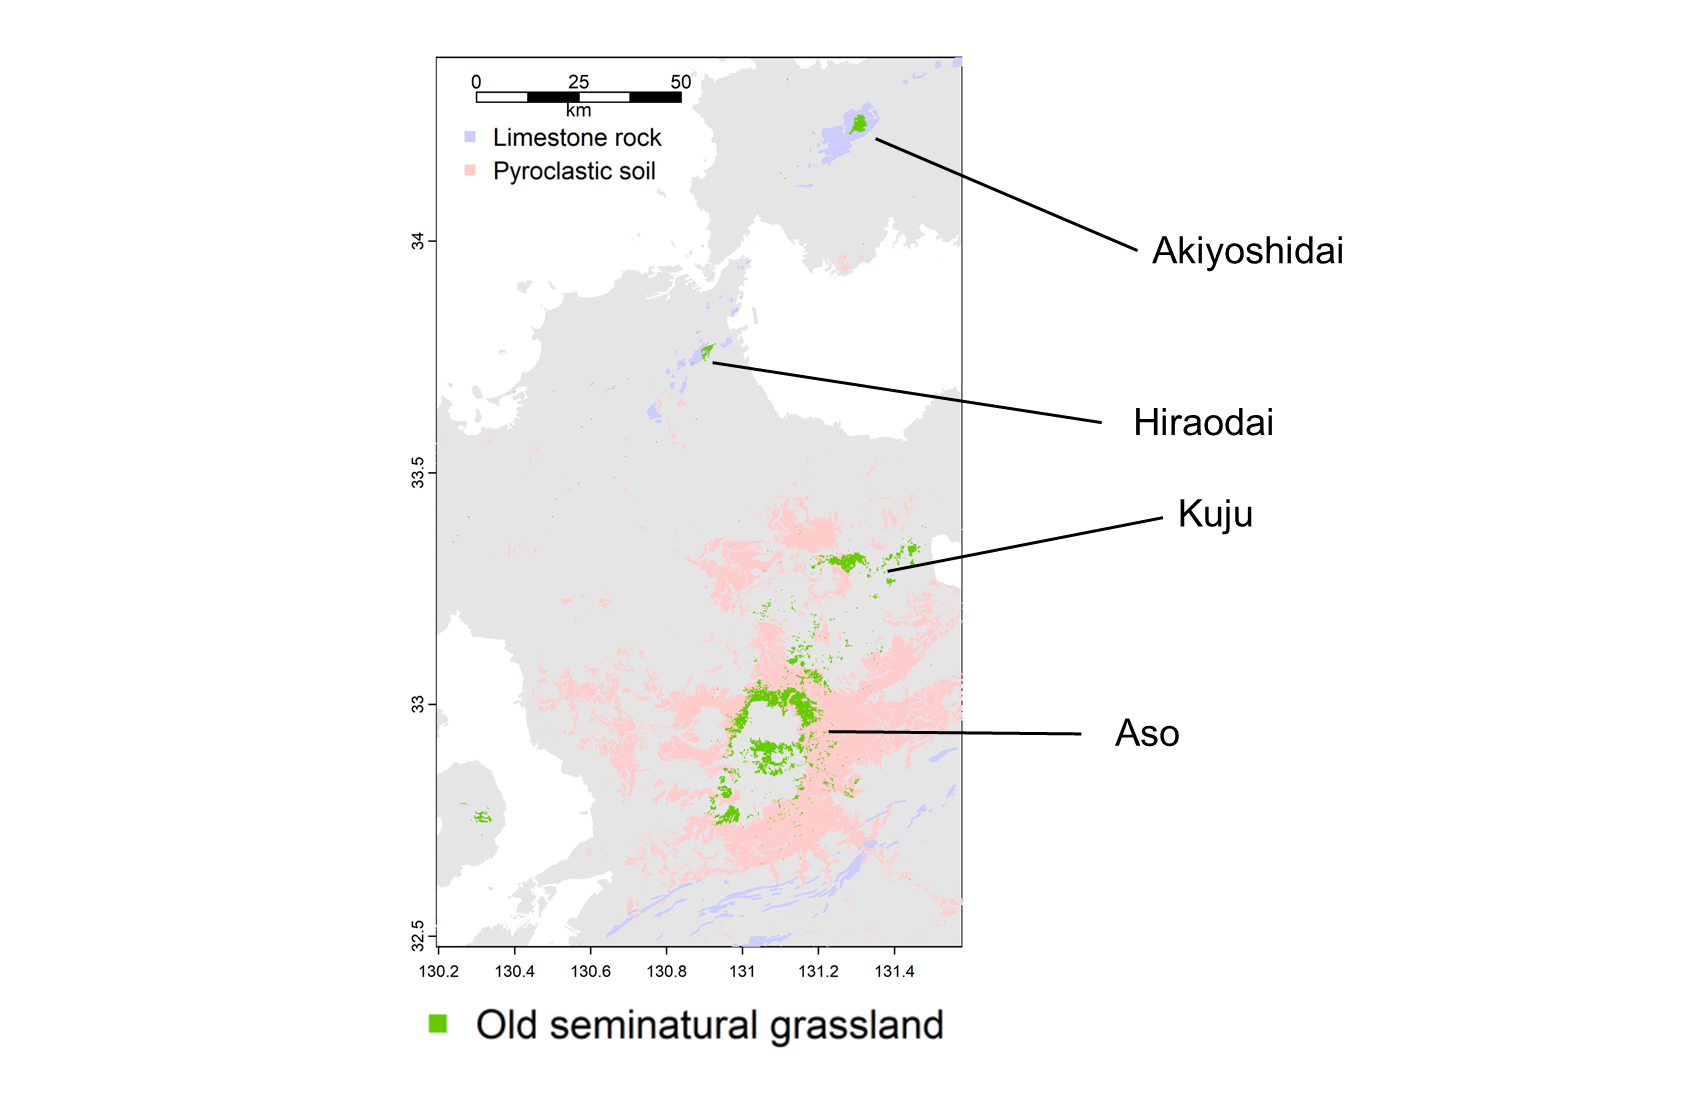 0 25 50
km
Limestone rock
Pyroclastic soil
Akiyoshidai
Hiraodai
Kuju
Aso
34
33.5
33
32.5
130.2 130.4 130.6 130.8 131 131.2 131.4
Old seminatural grassland